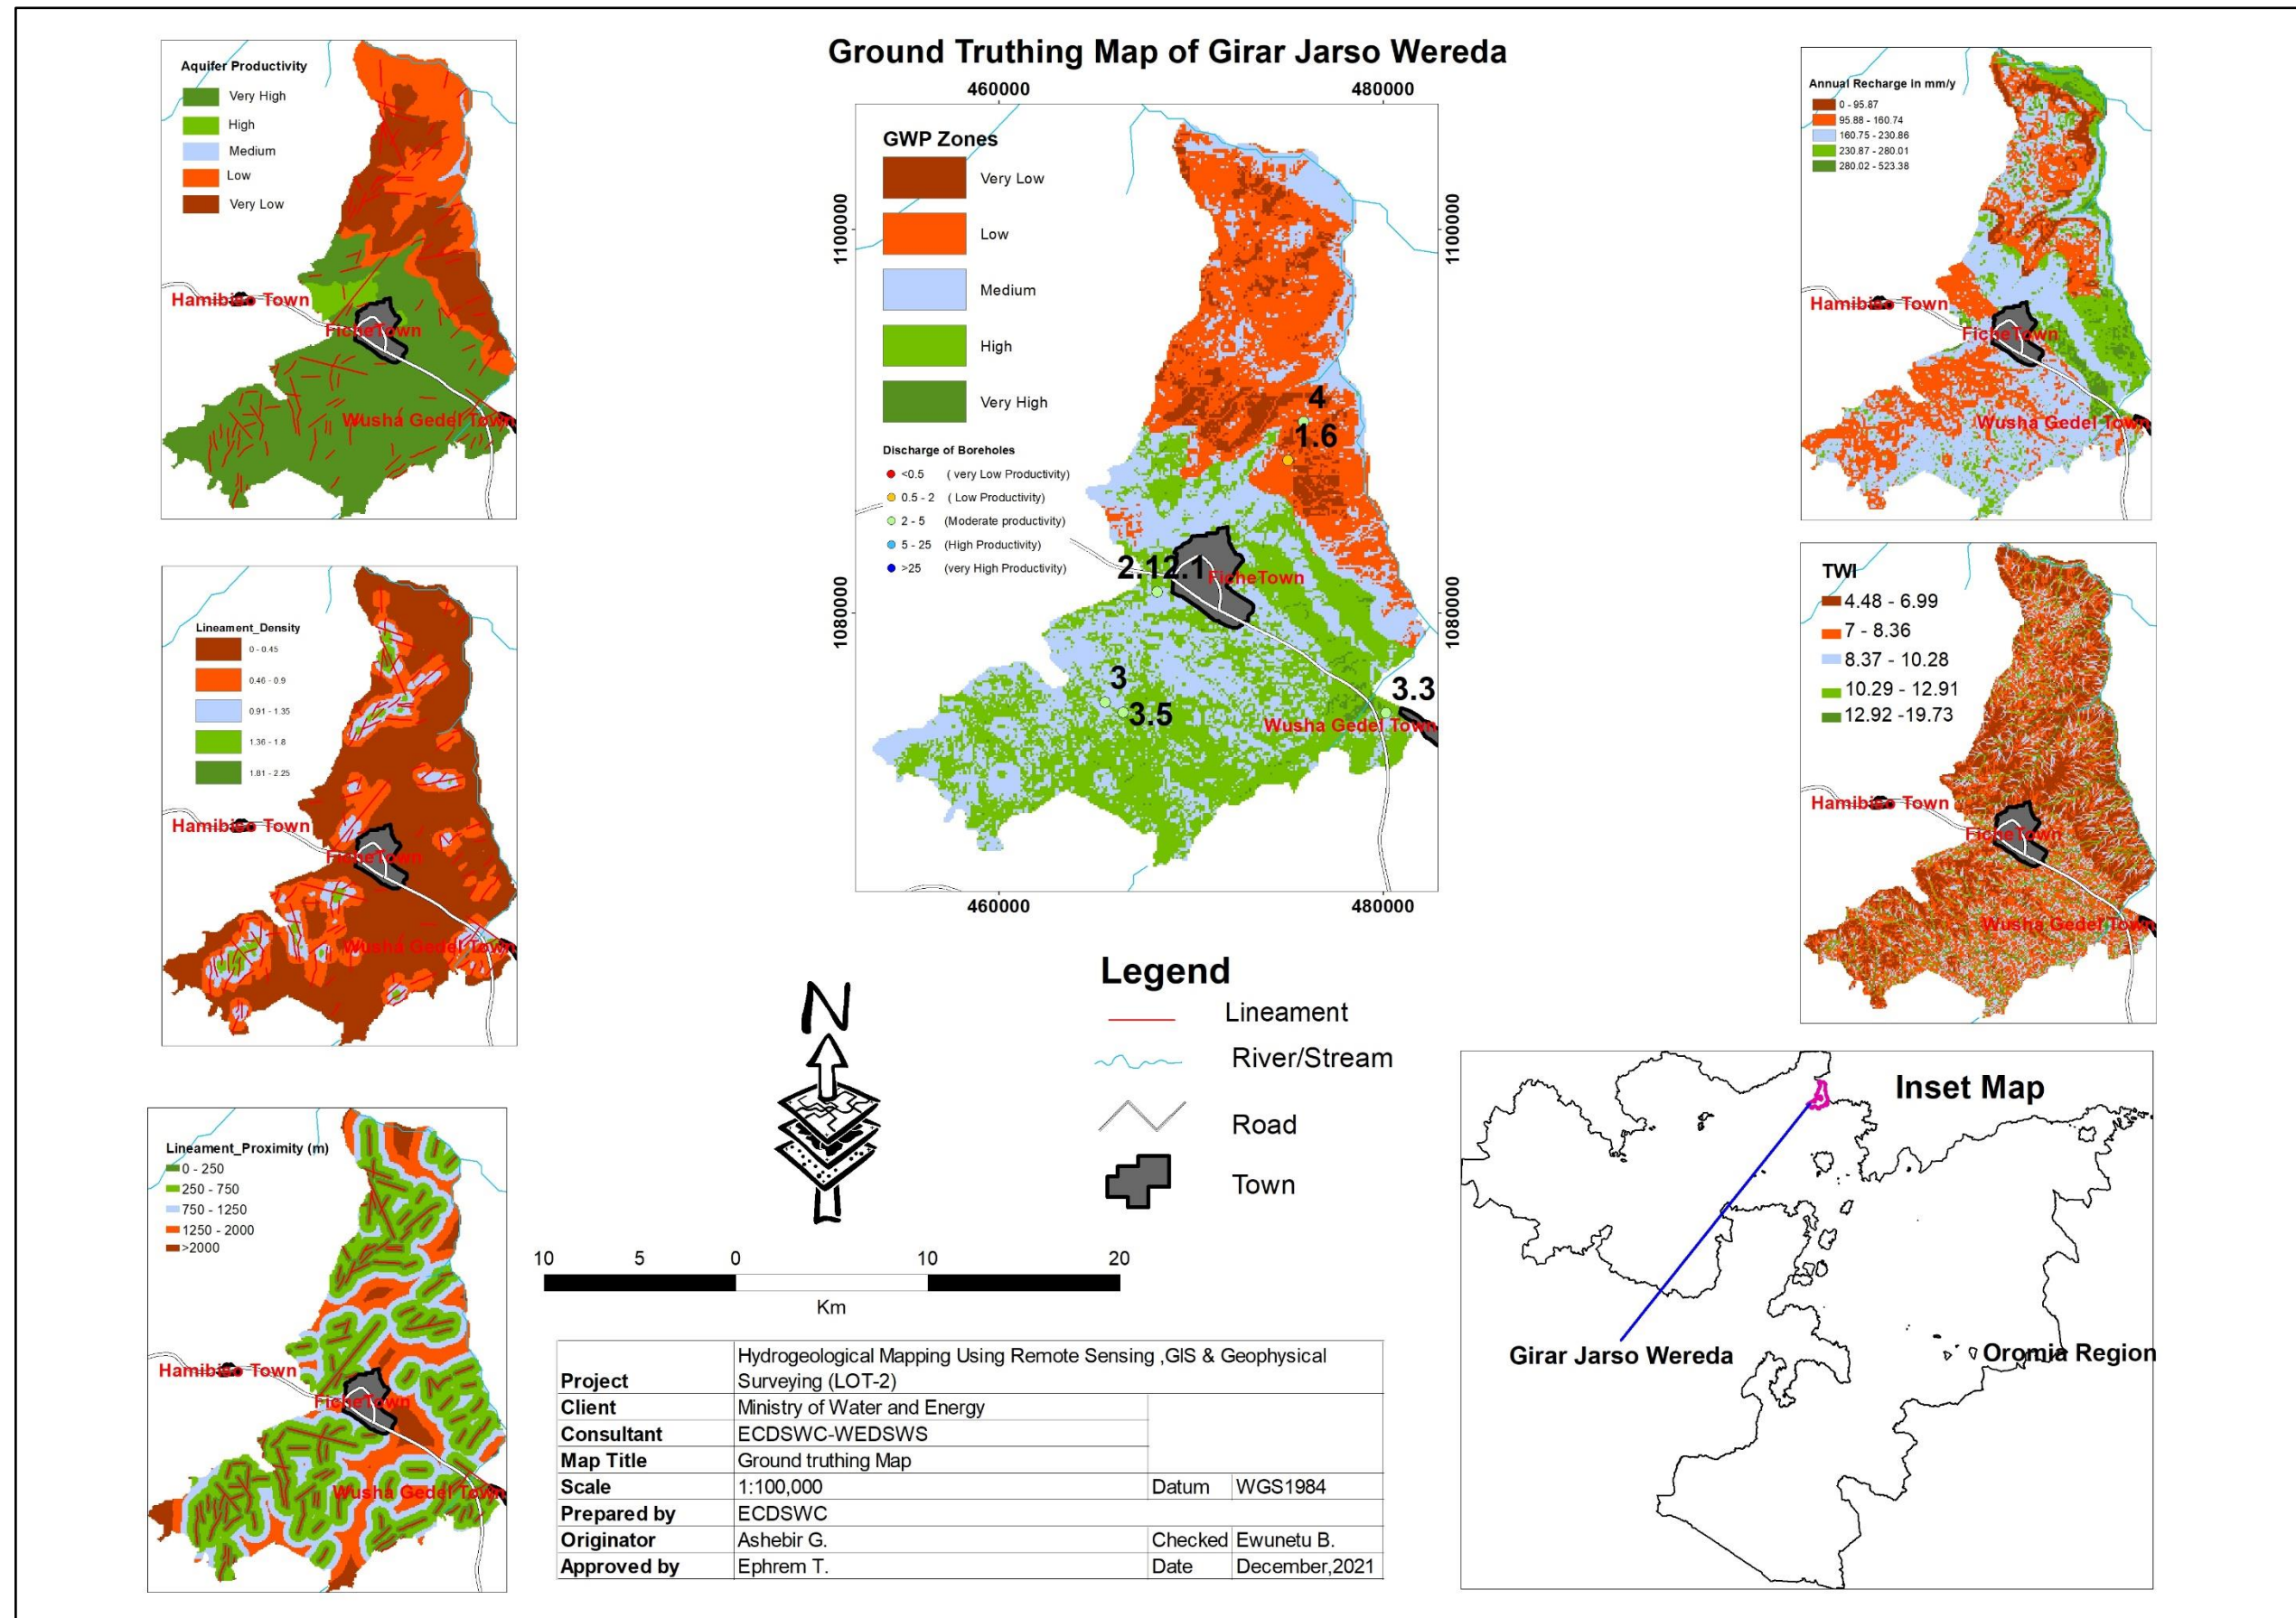 Ground Truthing Map of Girar Jarso Wereda
Aquifer Productivity
Very High
High
Medium
Low
Very Low
Hamibiso Town
FicheTown
Wusha Gedel Town
Lineament_Density
0 - 0.45
0.46 - 0.9
0.91 - 1.35
1.36 - 1.8
1.81 - 2.25
Hamibiso Town
FicheTown
Wusha Gedel Town
Lineament_Proximity (m)
0 - 250
250 - 750
750 - 1250
1250 - 2000
>2000
Hamibiso Town
FicheTown
Wusha Gedel Town
460000 480000
1100000 1100000
1080000 1080000
460000 480000
GWP Zones
Very Low
Low
Medium
High
Very High
Discharge of Boreholes
<0.5 ( very Low Productivity)
0.5 - 2 ( Low Productivity)
2 - 5 (Moderate productivity)
5 - 25 (High Productivity)
>25 (very High Productivity)
4
1.6
2.12.1
FicheTown
3
3.5
3.3
Wusha Gedel Town
Annual Recharge in mm/y
0 - 95.87
95.88 - 160.74
160.75 - 230.86
230.87 - 280.01
280.02 - 523.38
Hamibiso Town
FicheTown
Wusha Gedel Town
TWI
4.48 - 6.99
7 - 8.36
8.37 - 10.28
10.29 - 12.91
12.92 -19.73
Hamibiso Town
FicheTown
Wusha Gedel Town
N
Legend
Lineament
River/Stream
Road
Town
10 5 0 10 20
Km
Project Hydrogeological Mapping Using Remote Sensing ,GIS & Geophysical
Surveying (LOT-2)
Client Ministry of Water and Energy
Consultant ECDSWC-WEDSWS
Map Title Ground truthing Map
Scale 1:100,000 Datum WGS1984
Prepared by ECDSWC
Originator Ashebir G. Checked Ewunetu B.
Approved by Ephrem T. Date December,2021
Inset Map
Girar Jarso Wereda
Oromia Region